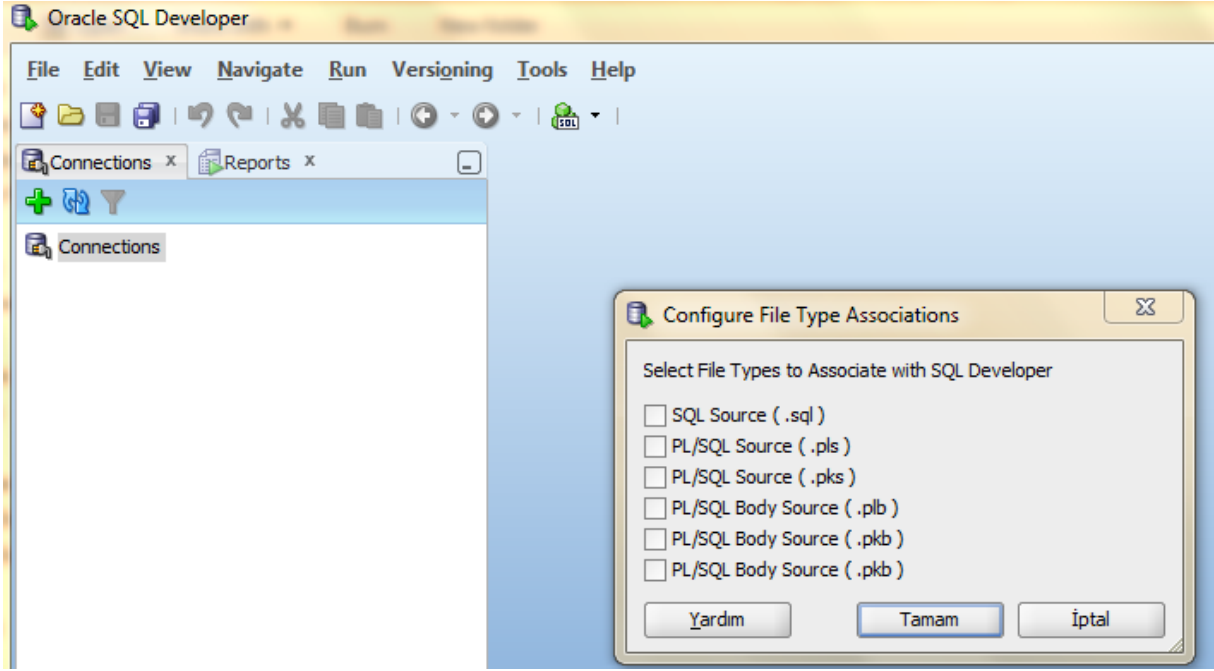 Oracle SQL Developer
File Edit View Navigate Run Versioning Tools Help
SQL
Connections x Reports x
Connections
Configure File Type Associations
Select File Types to Associate with SQL Developer
SQL Source ( .sql )
PL/SQL Source ( .pls )
PL/SQL Source ( .pks )
PL/SQL Body Source ( .plb )
PL/SQL Body Source ( .pkb )
PL/SQL Body Source ( .pkb )
Yardım Tamam İptal